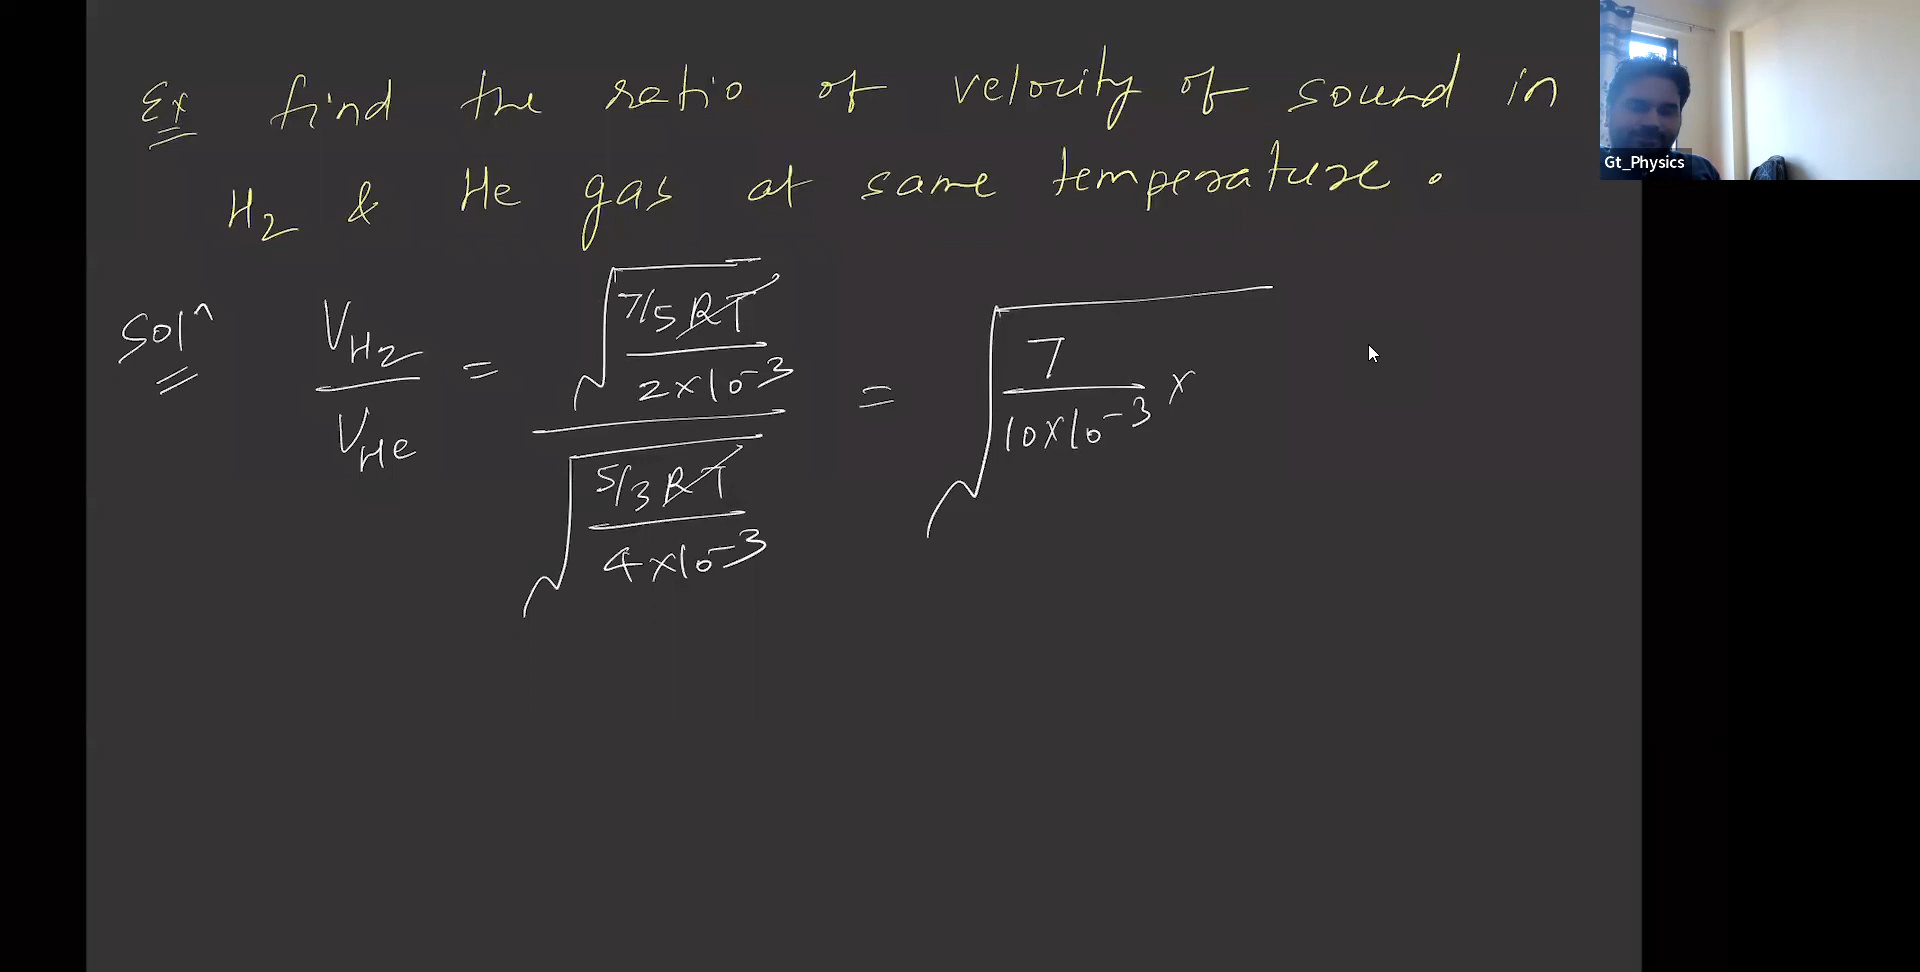 Ex find the ratio of velocity of sound in
H₂ & He gas at same temperature.
Gt_Physics
Solⁿ V_H₂ / V_He = √(7/5 RT / 2×10⁻³) / √(5/3 RT / 4×10⁻³) = √(7 / 10×10⁻³ ×